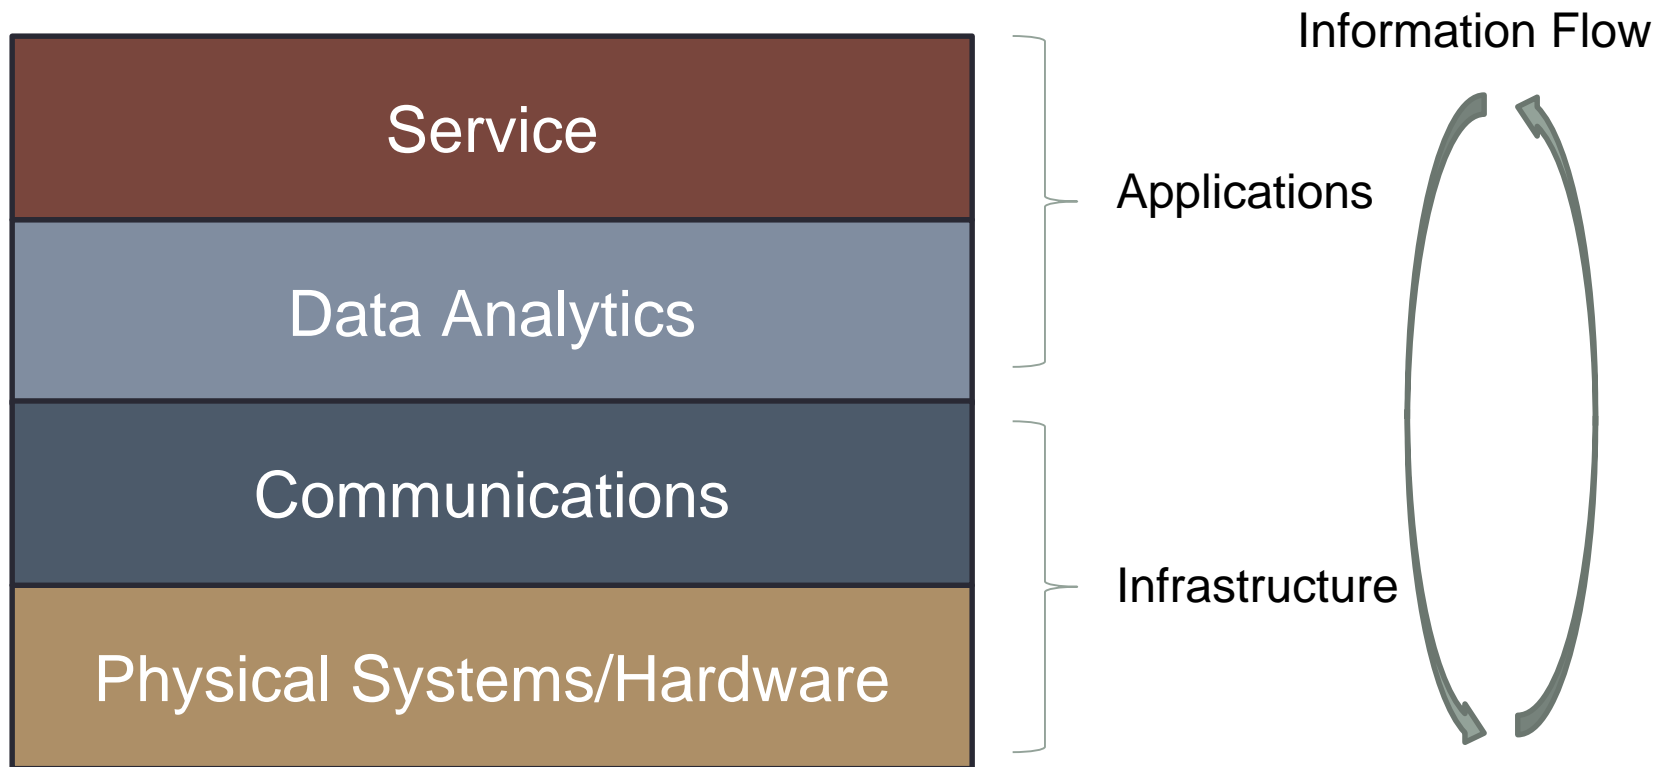 Information Flow
Service
Applications
Data Analytics
Communications
Infrastructure
Physical Systems/Hardware